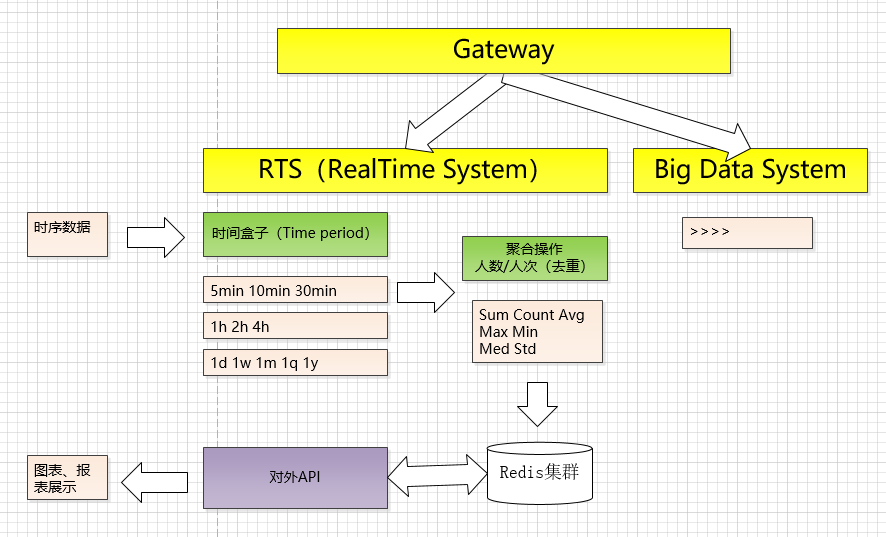 Gateway
RTS（RealTime System）
Big Data System
时序数据
时间盒子（Time period）
>>>>
聚合操作
人数/人次（去重）
5min 10min 30min
1h 2h 4h
1d 1w 1m 1q 1y
Sum Count Avg
Max Min
Med Std
图表、报
表展示
对外API
Redis集群